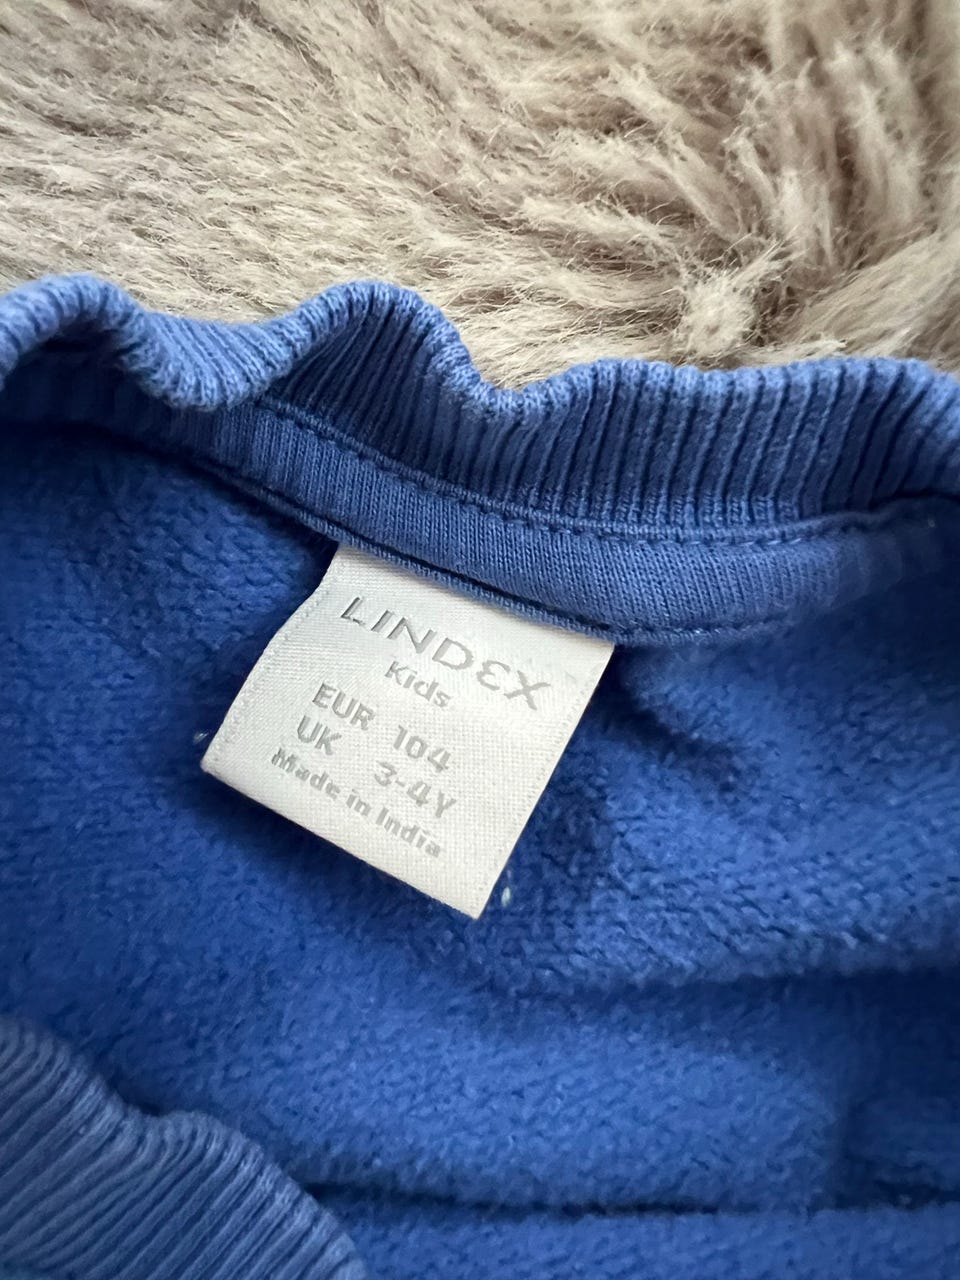 LINDEX
Kids
EUR 104
UK 3-4Y
Made in India